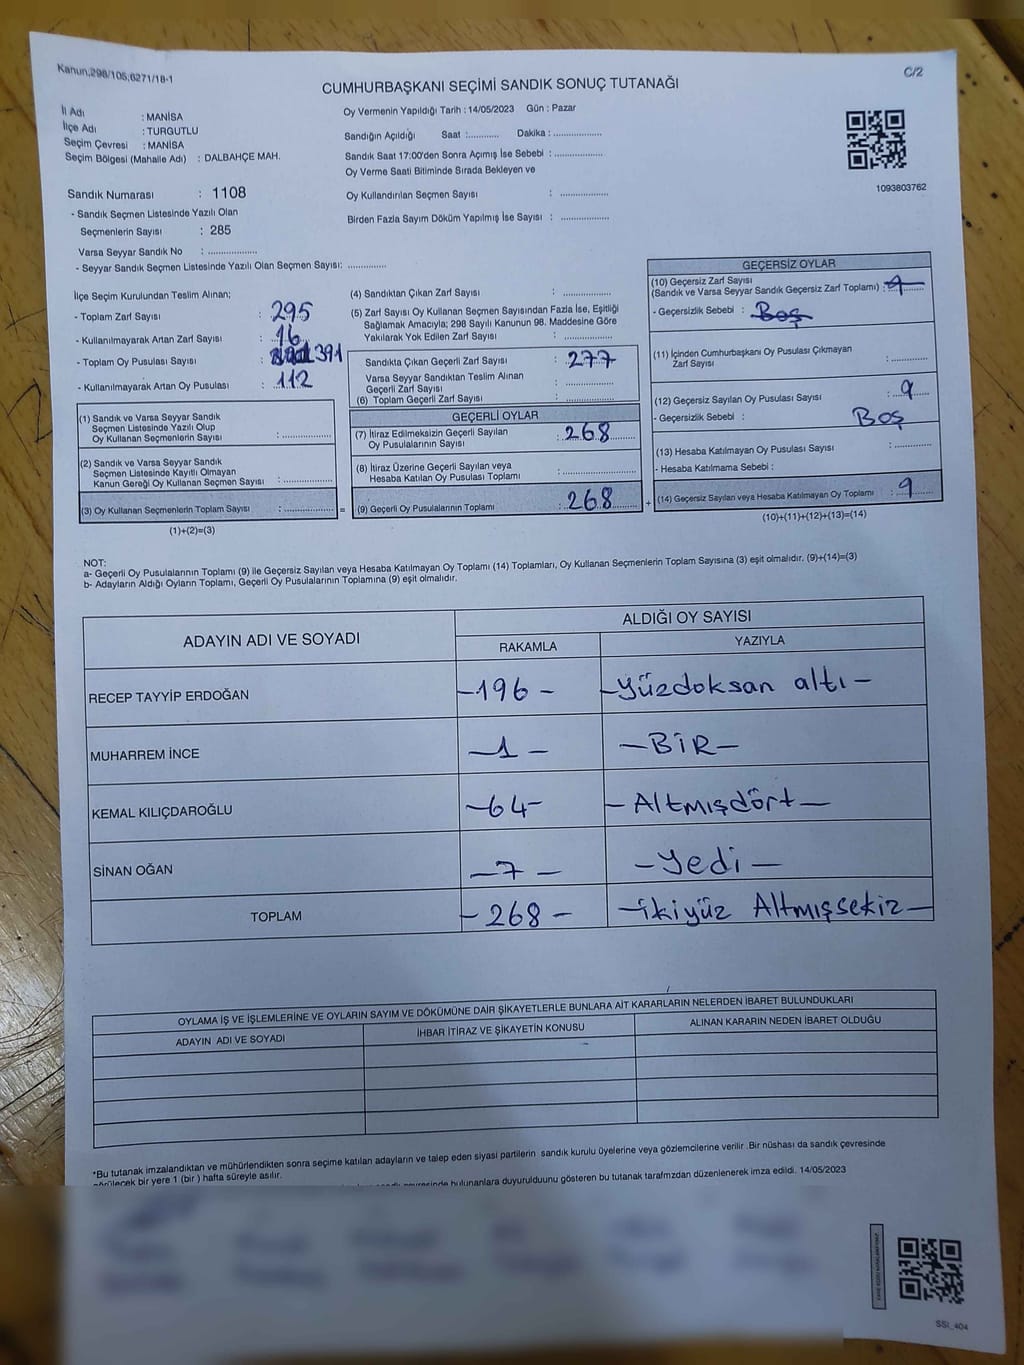 Kanun;298/105;6271/18-1
C/2
CUMHURBAŞKANI SEÇİMİ SANDIK SONUÇ TUTANAĞI
İl Adı : MANİSA
İlçe Adı : TURGUTLU
Seçim Çevresi : MANİSA
Seçim Bölgesi (Mahalle Adı) : DALBAHÇE MAH.
Oy Vermenin Yapıldığı Tarih : 14/05/2023 Gün : Pazar
Sandığın Açıldığı Saat :........... Dakika : ...................
Sandık Saat 17:00'den Sonra Açımış İse Sebebi : ...................
Oy Verme Saati Bitiminde Sırada Bekleyen ve
Oy Kullandırılan Seçmen Sayısı : ...................
Birden Fazla Sayım Döküm Yapılmış İse Sayısı : ...................
1093803762
Sandık Numarası : 1108
- Sandık Seçmen Listesinde Yazılı Olan
Seçmenlerin Sayısı : 285
Varsa Seyyar Sandık No : ...................
- Seyyar Sandık Seçmen Listesinde Yazılı Olan Seçmen Sayısı: ..............
İlçe Seçim Kurulundan Teslim Alınan;
- Toplam Zarf Sayısı : 295
- Kullanılmayarak Artan Zarf Sayısı : 16
- Toplam Oy Pusulası Sayısı : 391
- Kullanılmayarak Artan Oy Pusulası : 112
(1) Sandık ve Varsa Seyyar Sandık
Seçmen Listesinde Yazılı Olup
Oy Kullanan Seçmenlerin Sayısı : ...................
(2) Sandık ve Varsa Seyyar Sandık
Seçmen Listesinde Kayıtlı Olmayan
Kanun Gereği Oy Kullanan Seçmen Sayısı : ...................
(3) Oy Kullanan Seçmenlerin Toplam Sayısı : ................... =
(1)+(2)=(3)
(4) Sandıktan Çıkan Zarf Sayısı : ...................
(5) Zarf Sayısı Oy Kullanan Seçmen Sayısından Fazla İse, Eşitliği
Sağlamak Amacıyla; 298 Sayılı Kanunun 98. Maddesine Göre
Yakılarak Yok Edilen Zarf Sayısı : ...................
Sandıkta Çıkan Geçerli Zarf Sayısı : 277
Varsa Seyyar Sandıktan Teslim Alınan
Geçerli Zarf Sayısı : ...................
(6) Toplam Geçerli Zarf Sayısı : ...................
GEÇERLİ OYLAR
(7) İtiraz Edilmeksizin Geçerli Sayılan
Oy Pusulalarının Sayısı : 268
(8) İtiraz Üzerine Geçerli Sayılan veya
Hesaba Katılan Oy Pusulası Toplamı : ...................
(9) Geçerli Oy Pusulalarının Toplamı : 268 +
GEÇERSİZ OYLAR
(10) Geçersiz Zarf Sayısı
(Sandık ve Varsa Seyyar Sandık Geçersiz Zarf Toplamı) : 9
- Geçersizlik Sebebi : Boş
(11) İçinden Cumhurbaşkanı Oy Pusulası Çıkmayan
Zarf Sayısı : ...................
(12) Geçersiz Sayılan Oy Pusulası Sayısı : 9
- Geçersizlik Sebebi : Boş
(13) Hesaba Katılmayan Oy Pusulası Sayısı : ...................
- Hesaba Katılmama Sebebi :
(14) Geçersiz Sayılan veya Hesaba Katılmayan Oy Toplamı : 9
(10)+(11)+(12)+(13)=(14)
NOT:
a- Geçerli Oy Pusulalarının Toplamı (9) ile Geçersiz Sayılan veya Hesaba Katılmayan Oy Toplamı (14) Toplamları, Oy Kullanan Seçmenlerin Toplam Sayısına (3) eşit olmalıdır. (9)+(14)=(3)
b- Adayların Aldığı Oyların Toplamı, Geçerli Oy Pusulalarının Toplamına (9) eşit olmalıdır.
ADAYIN ADI VE SOYADI
ALDIĞI OY SAYISI
RAKAMLA YAZIYLA
RECEP TAYYİP ERDOĞAN -196- -Yüzdoksan altı-
MUHARREM İNCE -1- -BİR-
KEMAL KILIÇDAROĞLU -64- -Altmışdört-
SİNAN OĞAN -7- -Yedi-
TOPLAM -268- -ikiyüz Altmışsekiz-
OYLAMA İŞ VE İŞLEMLERİNE VE OYLARIN SAYIM VE DÖKÜMÜNE DAİR ŞİKAYETLERLE BUNLARA AİT KARARLARIN NELERDEN İBARET BULUNDUKLARI
ADAYIN ADI VE SOYADI İHBAR İTİRAZ VE ŞİKAYETİN KONUSU ALINAN KARARIN NEDEN İBARET OLDUĞU
*Bu tutanak imzalandıktan ve mühürlendikten sonra seçime katılan adayların ve talep eden siyasi partilerin sandık kurulu üyelerine veya gözlemcilerine verilir .Bir nüshası da sandık çevresinde
görülecek bir yere 1 (bir ) hafta süreyle asılır.
bulunanlara duyurulduunu gösteren bu tutanak tarafmzdan düzenlenerek imza edildi. 14/05/2023
SSI_404